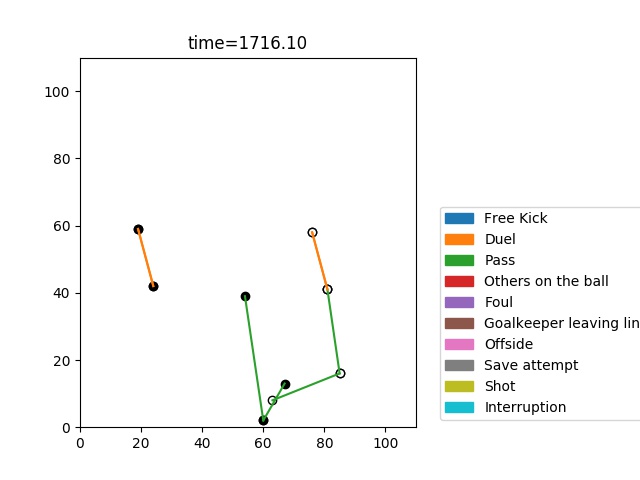 time=1716.10
100
80
60
40
20
0
0 20 40 60 80 100
Free Kick
Duel
Pass
Others on the ball
Foul
Goalkeeper leaving lin
Offside
Save attempt
Shot
Interruption